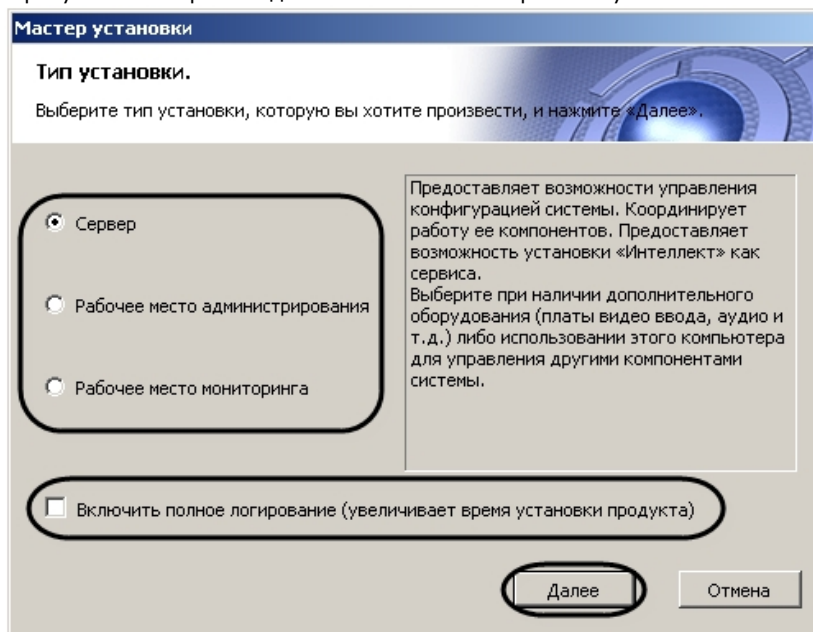 Мастер установки
Тип установки.
Выберите тип установки, которую вы хотите произвести, и нажмите «Далее».
Сервер
Рабочее место администрирования
Рабочее место мониторинга
Предоставляет возможности управления
конфигурацией системы. Координирует
работу ее компонентов. Предоставляет
возможность установки «Интеллект» как
сервиса.
Выберите при наличии дополнительного
оборудования (платы видео ввода, аудио и
т.д.) либо использовании этого компьютера
для управления другими компонентами
системы.
Включить полное логирование (увеличивает время установки продукта)
Далее
Отмена